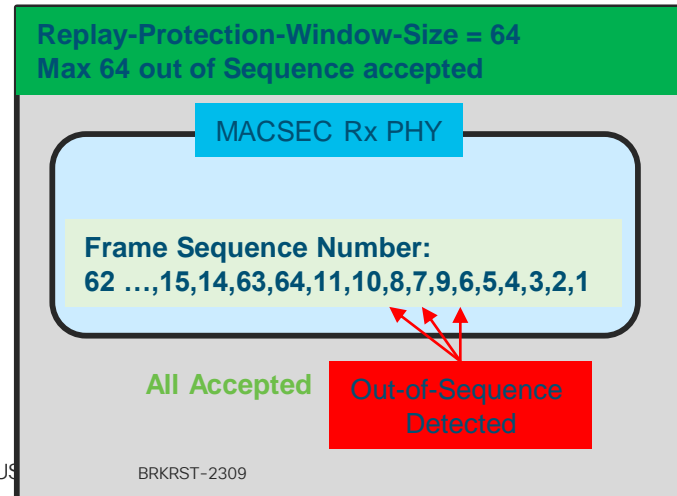 Replay-Protection-Window-Size = 64
Max 64 out of Sequence accepted
MACSEC Rx PHY
Frame Sequence Number:
62 …,15,14,63,64,11,10,8,7,9,6,5,4,3,2,1
All Accepted
Out-of-Sequence
Detected
BRKRST-2309